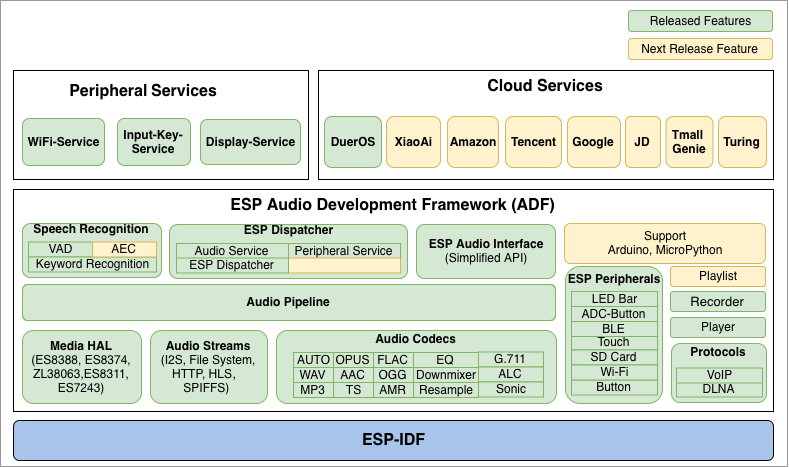 Released Features
Next Release Feature
Peripheral Services
WiFi-Service
Input-Key-
Service
Display-Service
Cloud Services
DuerOS
XiaoAi
Amazon
Tencent
Google
JD
Tmall
Genie
Turing
ESP Audio Development Framework (ADF)
Speech Recognition
VAD AEC
Keyword Recognition
ESP Dispatcher
Audio Service Peripheral Service
ESP Dispatcher
ESP Audio Interface
(Simplified API)
Support
Arduino, MicroPython
Audio Pipeline
Media HAL
(ES8388, ES8374,
ZL38063,ES8311,
ES7243)
Audio Streams
(I2S, File System,
HTTP, HLS,
SPIFFS)
Audio Codecs
AUTO OPUS FLAC EQ G.711
WAV AAC OGG Downmixer ALC
MP3 TS AMR Resample Sonic
ESP Peripherals
LED Bar
ADC-Button
BLE
Touch
SD Card
Wi-Fi
Button
Playlist
Recorder
Player
Protocols
VoIP
DLNA
ESP-IDF